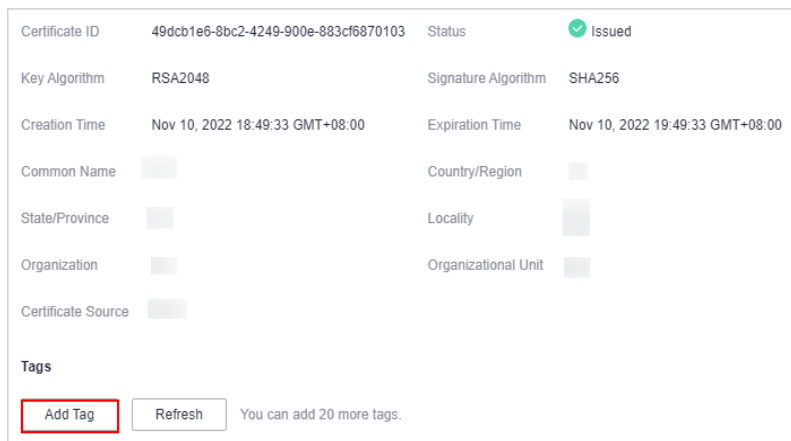 Certificate ID 49dcb1e6-8bc2-4249-900e-883cf6870103 Status Issued
Key Algorithm RSA2048 Signature Algorithm SHA256
Creation Time Nov 10, 2022 18:49:33 GMT+08:00 Expiration Time Nov 10, 2022 19:49:33 GMT+08:00
Common Name Country/Region
State/Province Locality
Organization Organizational Unit
Certificate Source
Tags
Add Tag Refresh You can add 20 more tags.